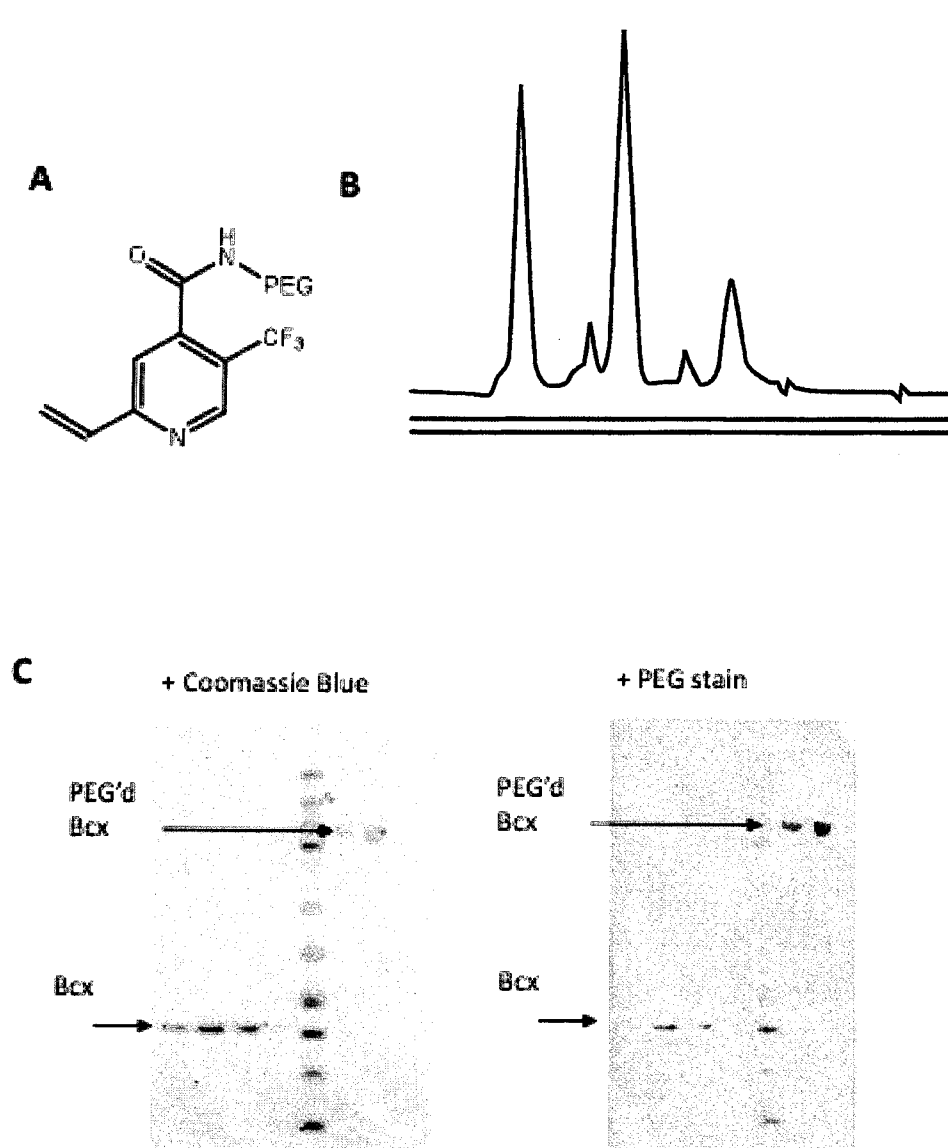 A
B
H
O
N
PEG
CF3
N
C
+ Coomassie Blue
+ PEG stain
PEG'd
Bcx
PEG'd
Bcx
Bcx
Bcx